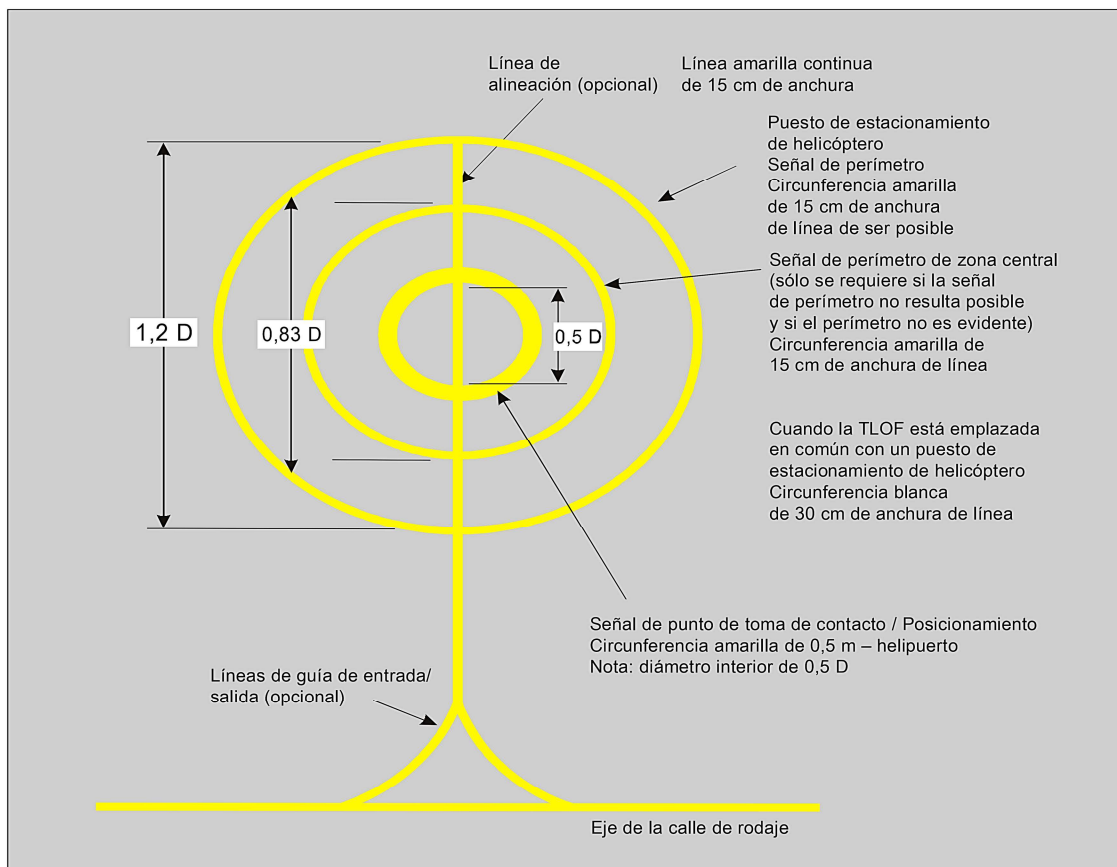 Línea de
alineación (opcional)
Línea amarilla continua
de 15 cm de anchura
Puesto de estacionamiento
de helicóptero
Señal de perímetro
Circunferencia amarilla
de 15 cm de anchura
de línea de ser posible
Señal de perímetro de zona central
(sólo se requiere si la señal
de perímetro no resulta posible
y si el perímetro no es evidente)
Circunferencia amarilla de
15 cm de anchura de línea
1,2 D
0,83 D
0,5 D
Cuando la TLOF está emplazada
en común con un puesto de
estacionamiento de helicóptero
Circunferencia blanca
de 30 cm de anchura de línea
Señal de punto de toma de contacto / Posicionamiento
Circunferencia amarilla de 0,5 m – helipuerto
Nota: diámetro interior de 0,5 D
Líneas de guía de entrada/
salida (opcional)
Eje de la calle de rodaje